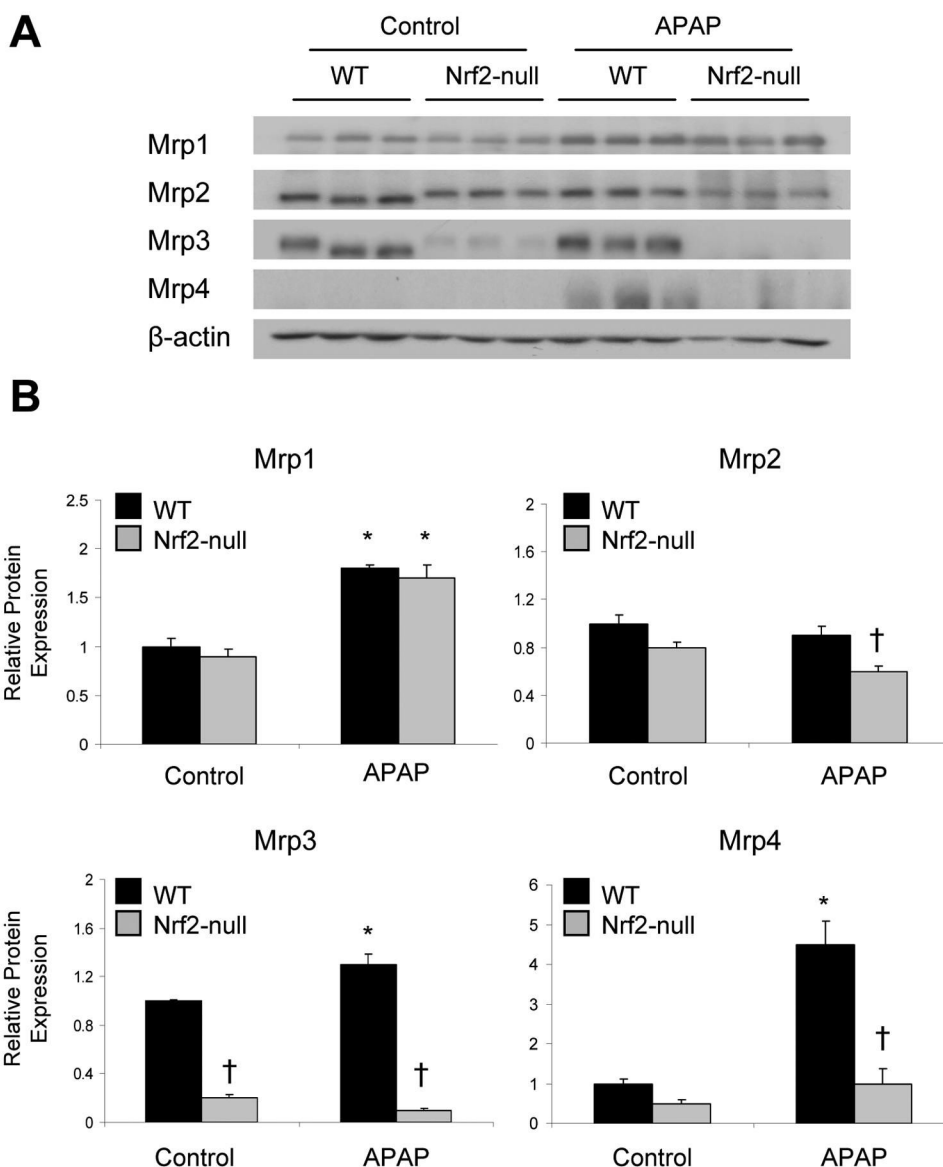 A
Control APAP
WT Nrf2-null WT Nrf2-null
Mrp1
Mrp2
Mrp3
Mrp4
β-actin
B
Mrp1
WT
Nrf2-null
* *
Relative Protein
Expression
2.5
2
1.5
1
0.5
0
Control APAP
Mrp2
WT
Nrf2-null
†
2
1.6
1.2
0.8
0.4
0
Control APAP
Mrp3
WT
Nrf2-null
*
† †
Relative Protein
Expression
2
1.6
1.2
0.8
0.4
0
Control APAP
Mrp4
WT
Nrf2-null
*
†
6
5
4
3
2
1
0
Control APAP